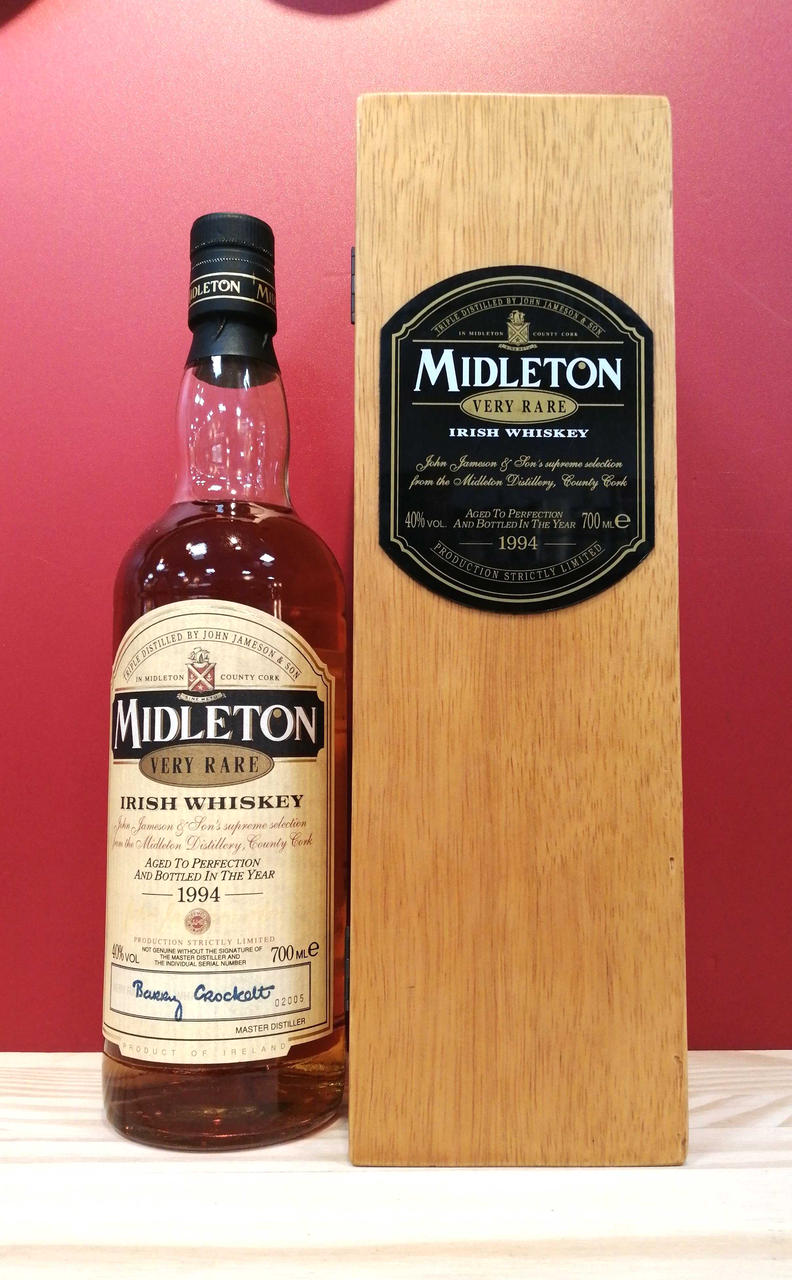 MIDLETON
TRIPLE DISTILLED BY JOHN JAMESON & SON
IN MIDLETON COUNTY CORK
MIDLETON
VERY RARE
IRISH WHISKEY
John Jameson & Son's supreme selection
from the Midleton Distillery, County Cork
AGED TO PERFECTION
AND BOTTLED IN THE YEAR
1994
PRODUCTION STRICTLY LIMITED
40% VOL
NOT GENUINE WITHOUT THE SIGNATURE OF
THE MASTER DISTILLER AND
THE INDIVIDUAL SERIAL NUMBER
700 ML e
Barry Crockett
02005
MASTER DISTILLER
PRODUCT OF IRELAND
TRIPLE DISTILLED BY JOHN JAMESON & SON
IN MIDLETON COUNTY CORK
MIDLETON
VERY RARE
IRISH WHISKEY
John Jameson & Son's supreme selection
from the Midleton Distillery, County Cork
40% VOL. AGED TO PERFECTION 700 ML e
AND BOTTLED IN THE YEAR
1994
PRODUCTION STRICTLY LIMITED